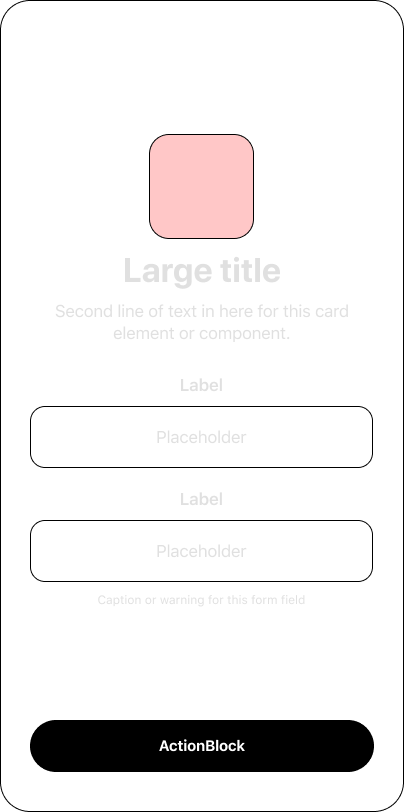 Large title
Second line of text in here for this card
element or component.
Label
Placeholder
Label
Placeholder
Caption or warning for this form field
ActionBlock